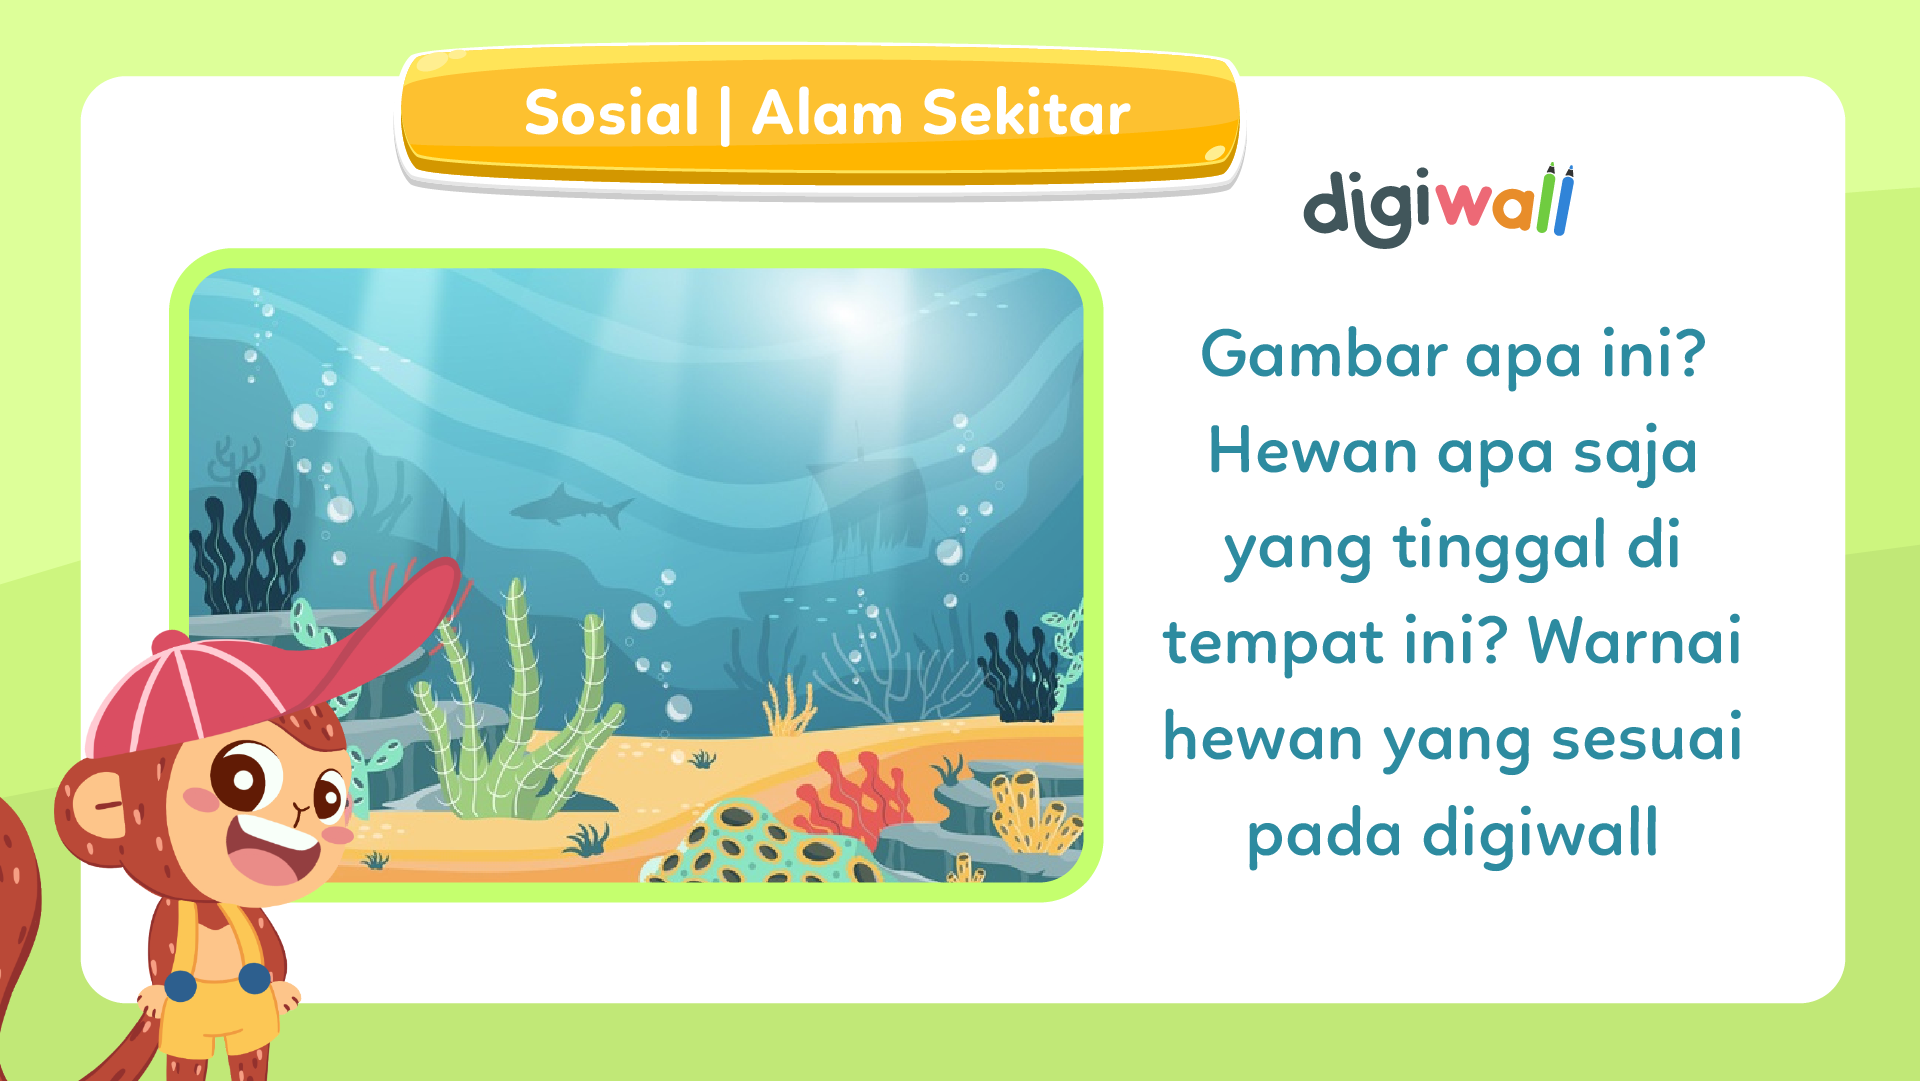 Sosial | Alam Sekitar
digiwall
Gambar apa ini?
Hewan apa saja
yang tinggal di
tempat ini? Warnai
hewan yang sesuai
pada digiwall